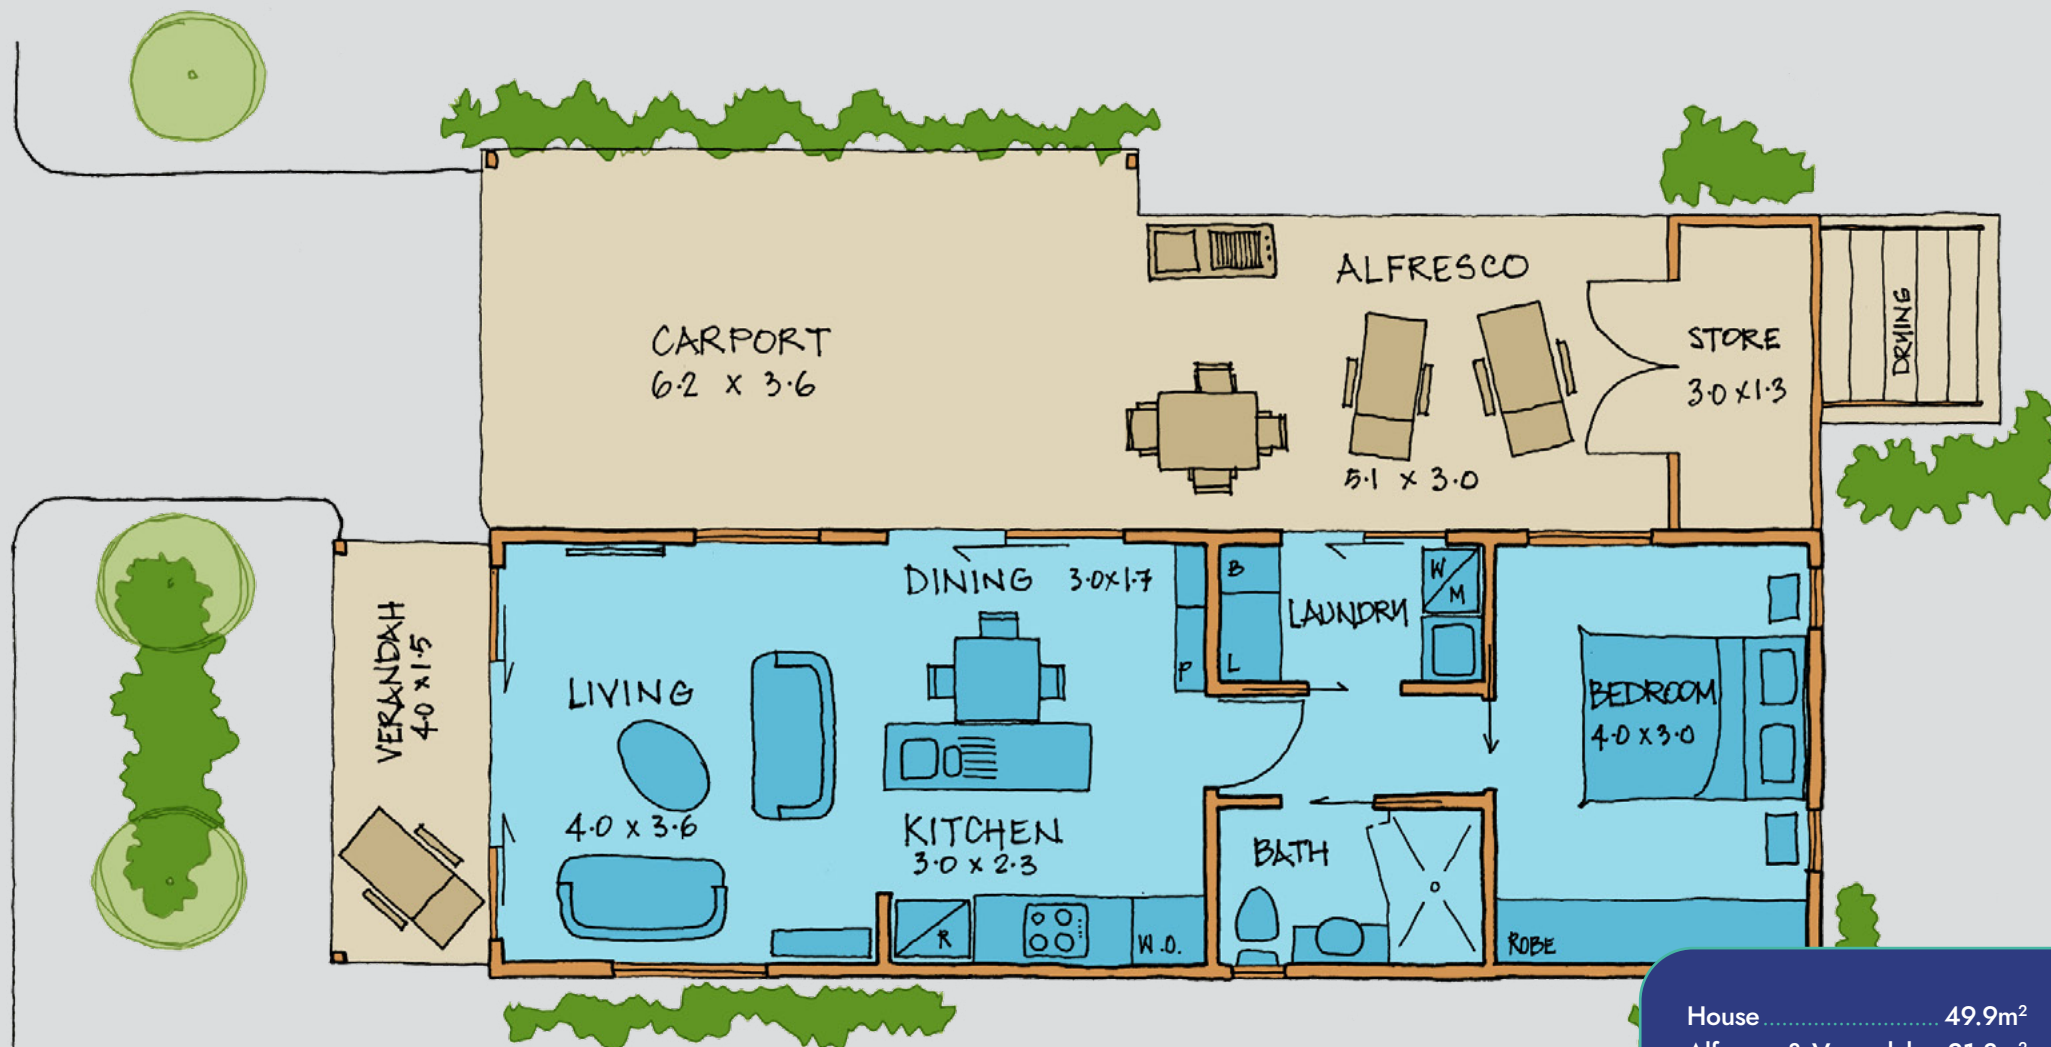 ALFRESCO
5.1 x 3.0
CARPORT
6.2 x 3.6
STORE
3.0 x 1.3
DRYING
VERANDAH
4.0 x 1.5
LIVING
4.0 x 3.6
DINING 3.0 x 1.7
P
B
L
LAUNDRY
W
M
BEDROOM
4.0 x 3.0
KITCHEN
3.0 x 2.3
R
W.O.
BATH
ROBE
House 49.9m²